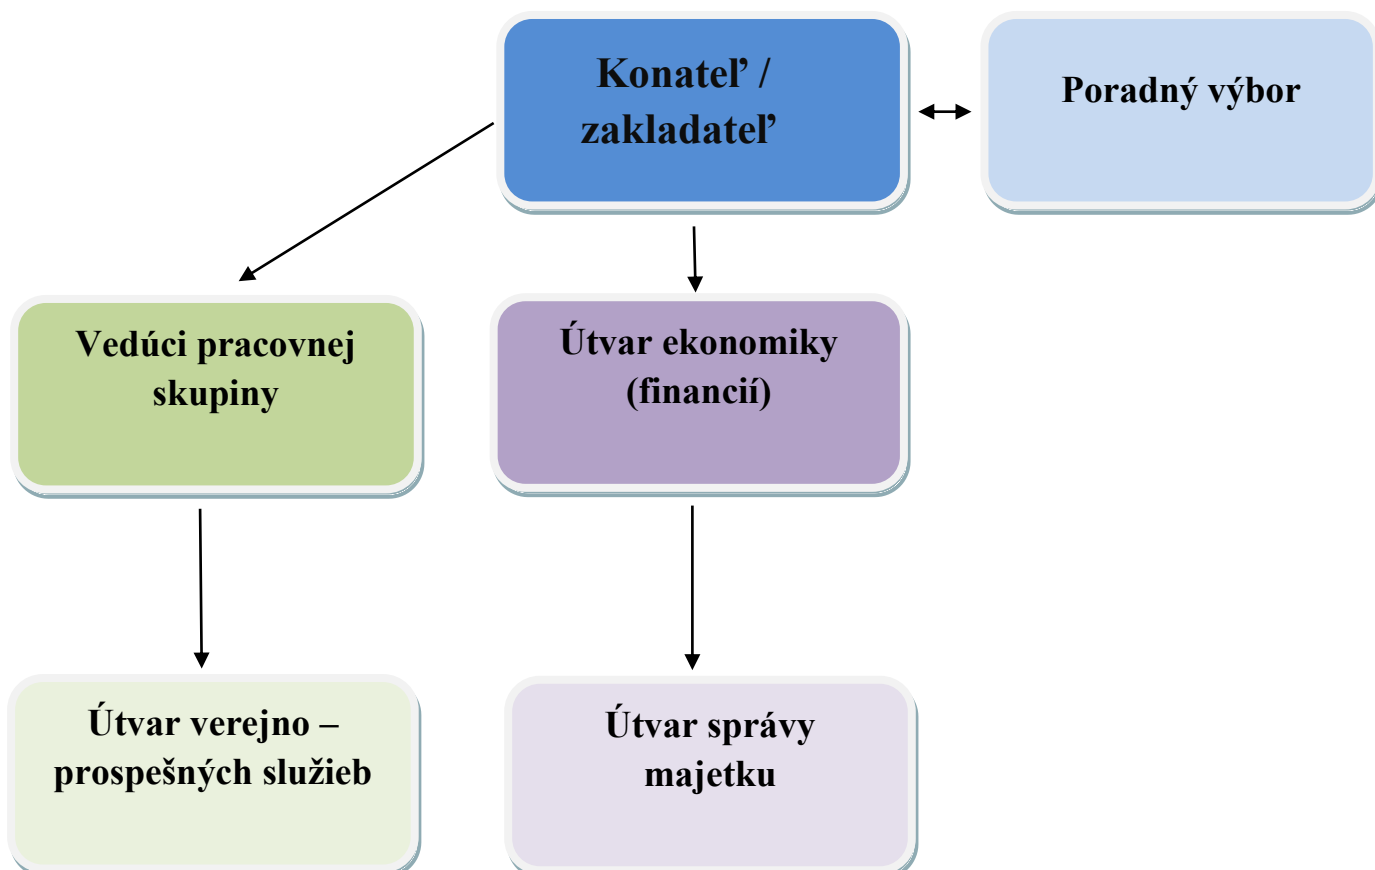 Konateľ /
zakladateľ
Poradný výbor
Vedúci pracovnej
skupiny
Útvar ekonomiky
(financií)
Útvar verejno –
prospešných služieb
Útvar správy
majetku